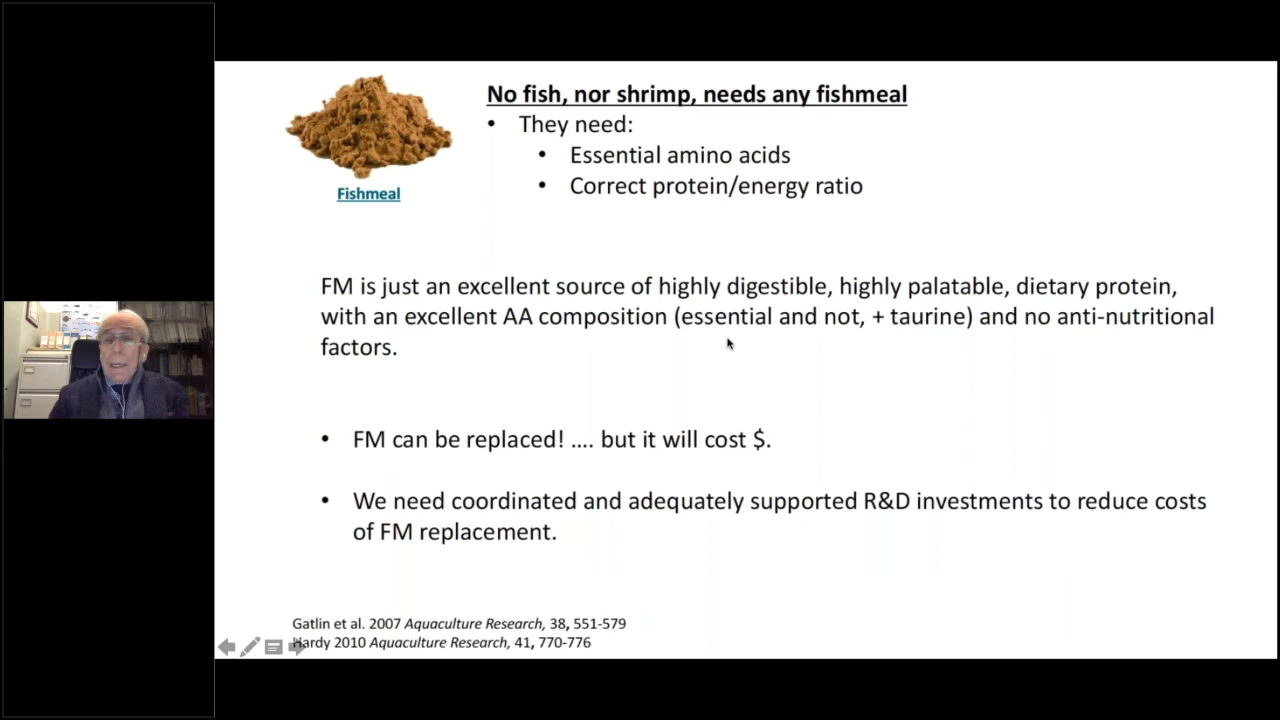 No fish, nor shrimp, needs any fishmeal
• They need:
• Essential amino acids
• Correct protein/energy ratio
Fishmeal
FM is just an excellent source of highly digestible, highly palatable, dietary protein,
with an excellent AA composition (essential and not, + taurine) and no anti-nutritional
factors.
• FM can be replaced! .... but it will cost $.
• We need coordinated and adequately supported R&D investments to reduce costs
of FM replacement.
Gatlin et al. 2007 Aquaculture Research, 38, 551-579
Hardy 2010 Aquaculture Research, 41, 770-776